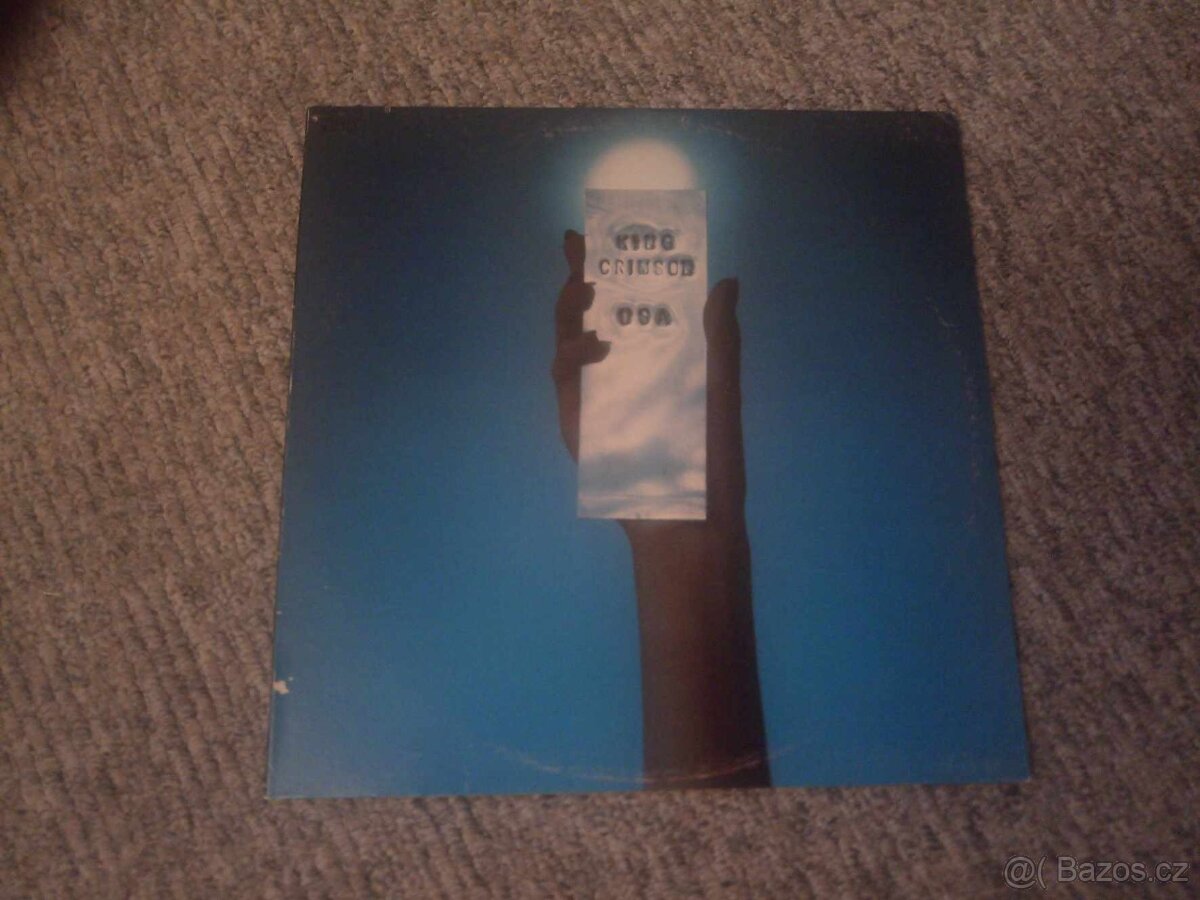 KING
CRIMSON
USA
@( Bazos.cz